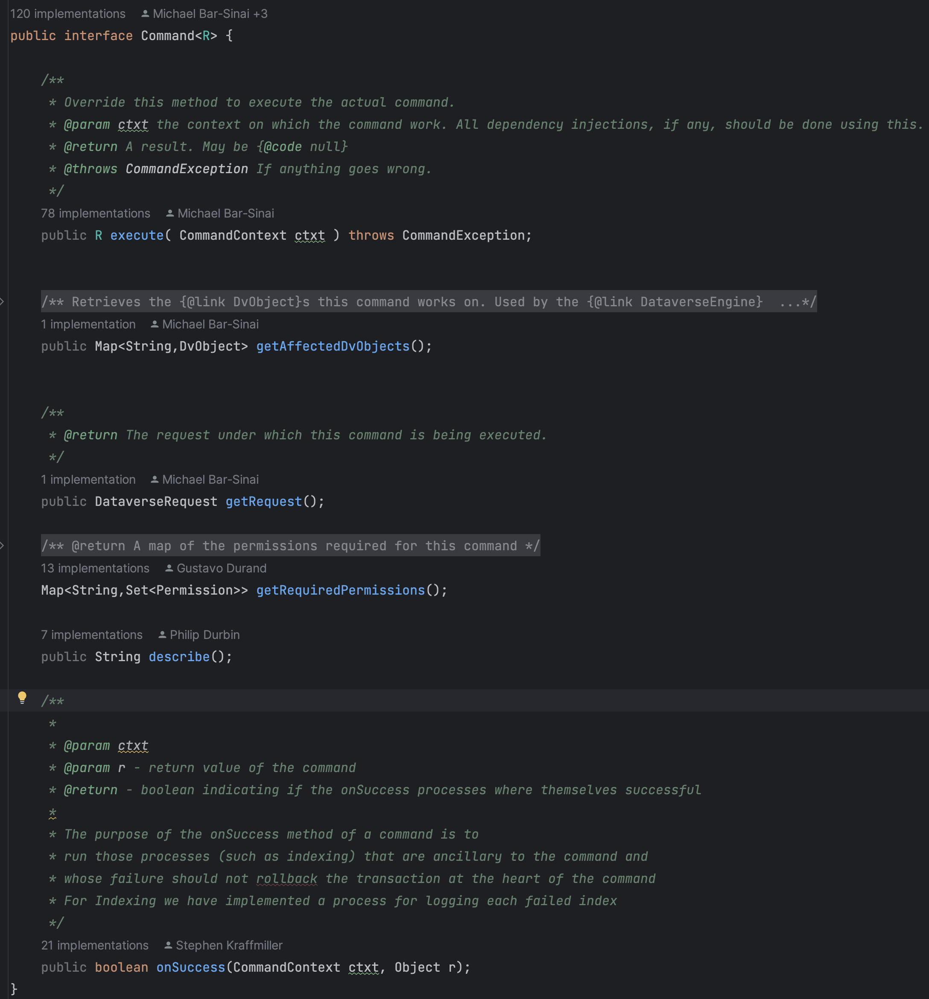 120 implementations Michael Bar-Sinai +3
public interface Command<R> {
/**
* Override this method to execute the actual command.
* @param ctxt the context on which the command work. All dependency injections, if any, should be done using this.
* @return A result. May be {@code null}
* @throws CommandException If anything goes wrong.
*/
78 implementations Michael Bar-Sinai
public R execute( CommandContext ctxt ) throws CommandException;
/** Retrieves the {@link DvObject}s this command works on. Used by the {@link DataverseEngine} ...*/
1 implementation Michael Bar-Sinai
public Map<String,DvObject> getAffectedDvObjects();
/**
* @return The request under which this command is being executed.
*/
1 implementation Michael Bar-Sinai
public DataverseRequest getRequest();
/** @return A map of the permissions required for this command */
13 implementations Gustavo Durand
Map<String,Set<Permission>> getRequiredPermissions();
7 implementations Philip Durbin
public String describe();
/**
*
* @param ctxt
* @param r - return value of the command
* @return - boolean indicating if the onSuccess processes where themselves successful
*
* The purpose of the onSuccess method of a command is to
* run those processes (such as indexing) that are ancillary to the command and
* whose failure should not rollback the transaction at the heart of the command
* For Indexing we have implemented a process for logging each failed index
*/
21 implementations Stephen Kraffmiller
public boolean onSuccess(CommandContext ctxt, Object r);
}